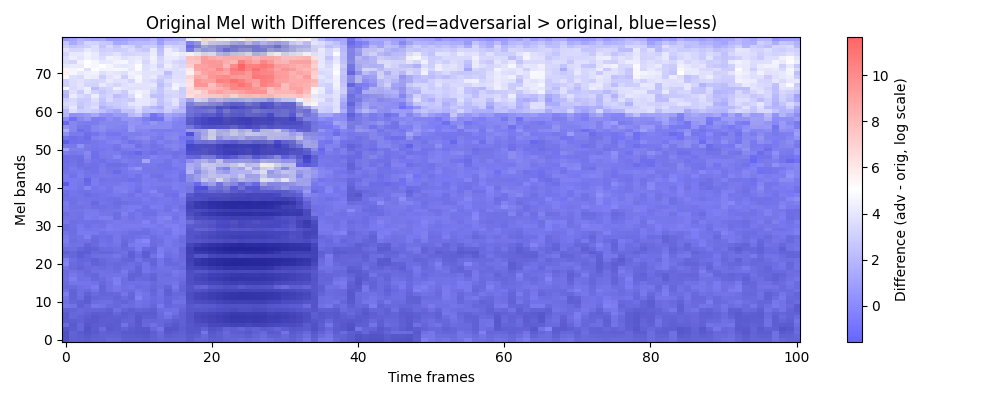 Original Mel with Differences (red=adversarial > original, blue=less)
Mel bands
70
60
50
40
30
20
10
0
0 20 40 60 80 100
Time frames
10
8
6
4
2
0
Difference (adv - orig, log scale)